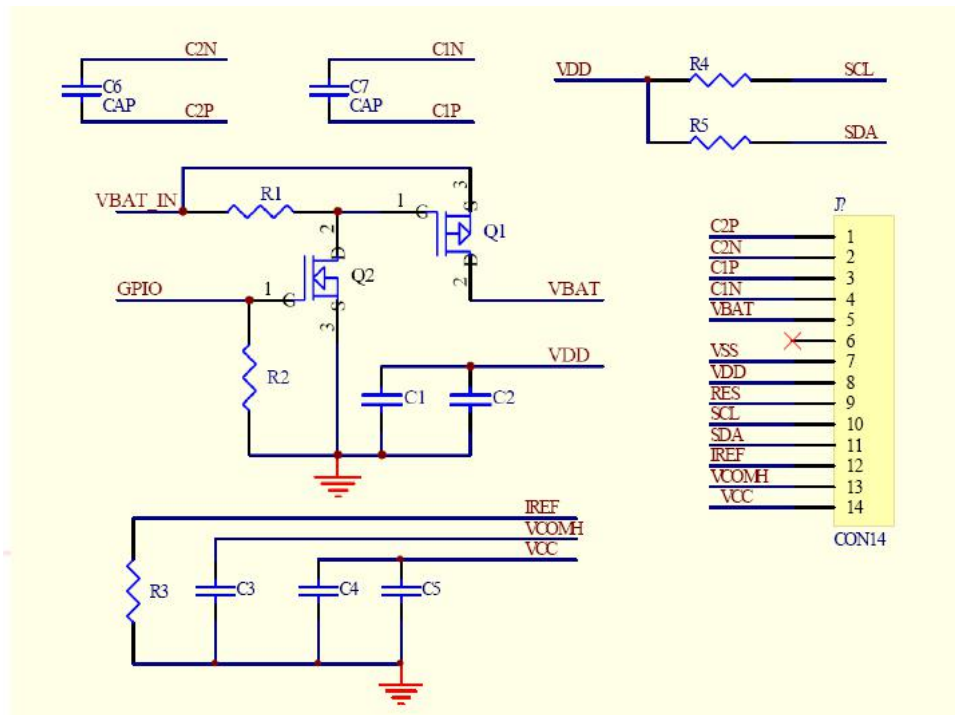 C2N
C6
CAP
C2P
C1N
C7
CAP
C1P
VDD
R4
SCL
R5
SDA
VBAT_IN
R1
1
G
3
S
Q1
D
2
VBAT
2
D
Q2
GPIO
1
G
S
3
R2
VDD
C1
C2
J?
C2P
1
C2N
2
C1P
3
C1N
4
VBAT
5
6
VSS
7
VDD
8
RES
9
SCL
10
SDA
11
IREF
12
VCOMH
13
VCC
14
CON14
IREF
VCOMH
VCC
R3
C3
C4
C5